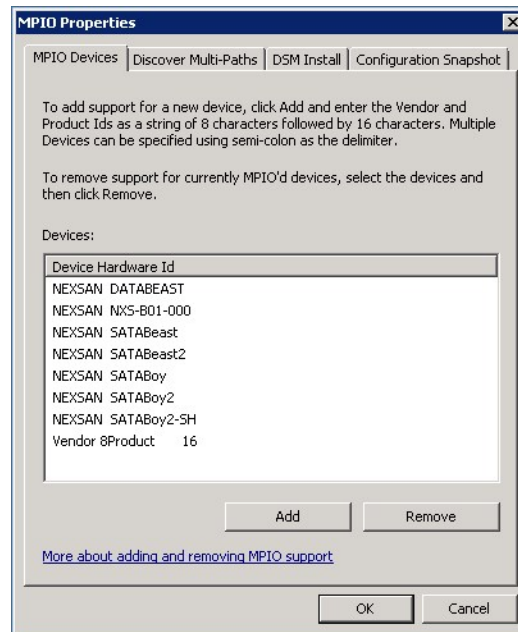 MPIO Properties
MPIO Devices Discover Multi-Paths DSM Install Configuration Snapshot
To add support for a new device, click Add and enter the Vendor and
Product Ids as a string of 8 characters followed by 16 characters. Multiple
Devices can be specified using semi-colon as the delimiter.
To remove support for currently MPIO'd devices, select the devices and
then click Remove.
Devices:
Device Hardware Id
NEXSAN DATABEAST
NEXSAN NXS-B01-000
NEXSAN SATABeast
NEXSAN SATABeast2
NEXSAN SATABoy
NEXSAN SATABoy2
NEXSAN SATABoy2-SH
Vendor 8Product 16
Add Remove
More about adding and removing MPIO support
OK Cancel